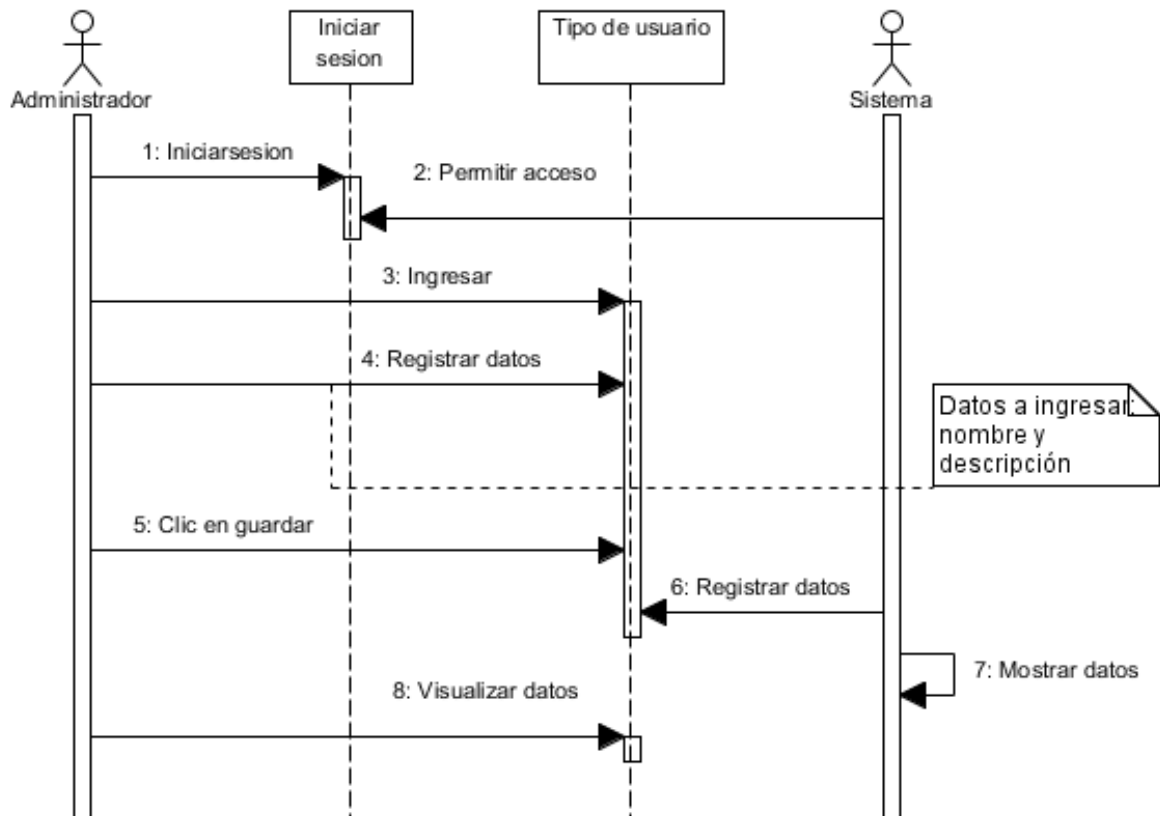 Iniciar
sesion
Tipo de usuario
Administrador
Sistema
1: Iniciarsesion
2: Permitir acceso
3: Ingresar
4: Registrar datos
Datos a ingresar:
nombre y
descripción
5: Clic en guardar
6: Registrar datos
7: Mostrar datos
8: Visualizar datos